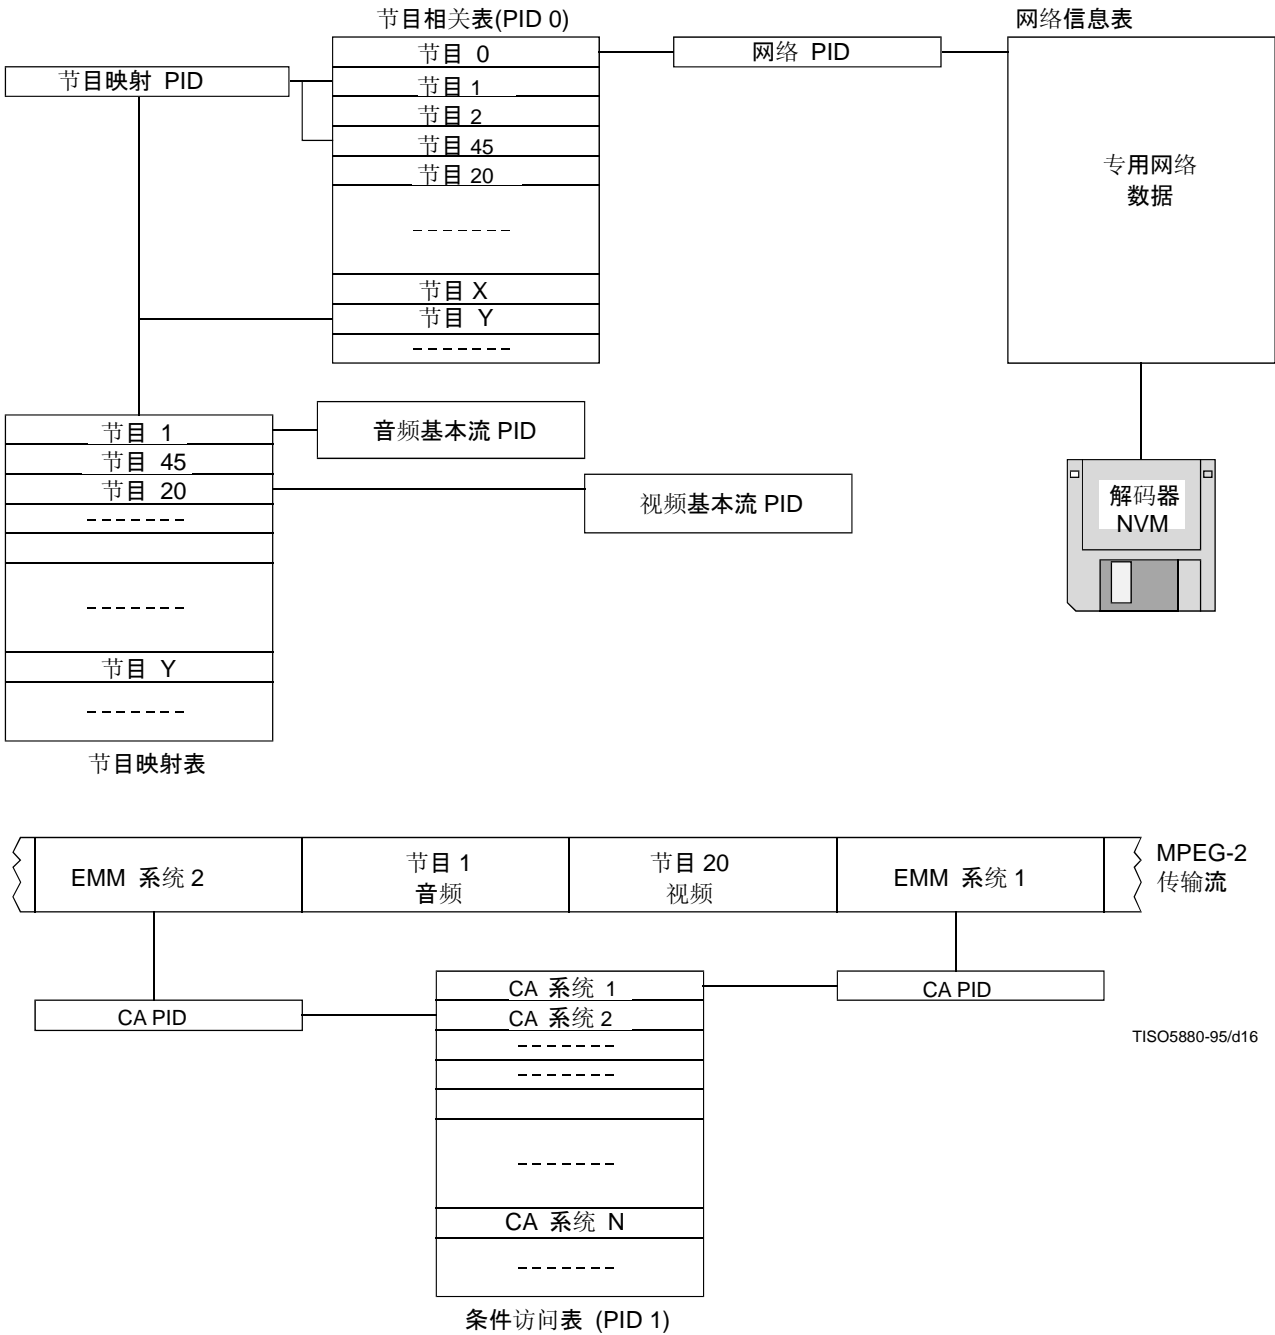 节目相关表(PID 0)
网络信息表
节目 0
网络 PID
节目映射 PID
节目 1
节目 2
节目 45
节目 20
-------
节目 X
节目 Y
-------
专用网络
数据
节目 1
音频基本流 PID
节目 45
节目 20
视频基本流 PID
-------
-------
节目 Y
-------
节目映射表
解码器
NVM
EMM 系统 2
节目 1
音频
节目 20
视频
EMM 系统 1
MPEG-2
传输流
CA PID
CA 系统 1
CA PID
CA 系统 2
-------
-------
-------
CA 系统 N
-------
条件访问表 (PID 1)
TISO5880-95/d16